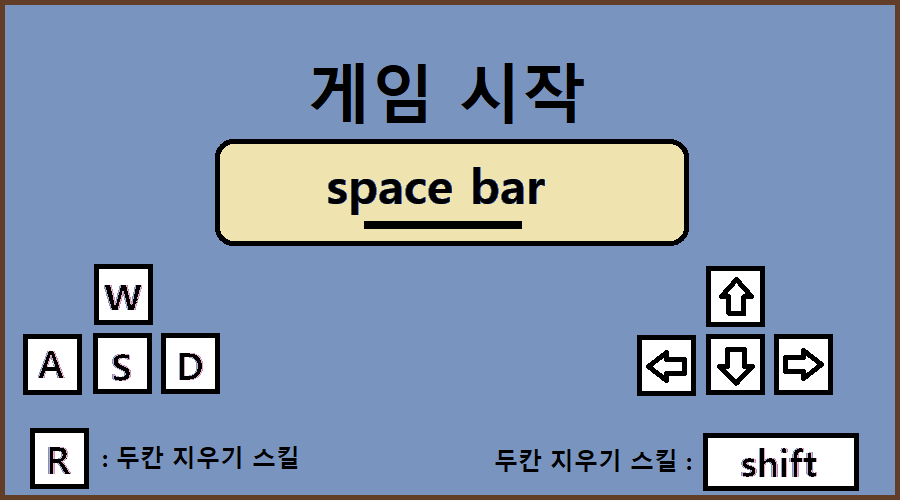 게임 시작
space bar
W
A S D
R : 두칸 지우기 스킬
두칸 지우기 스킬 : shift